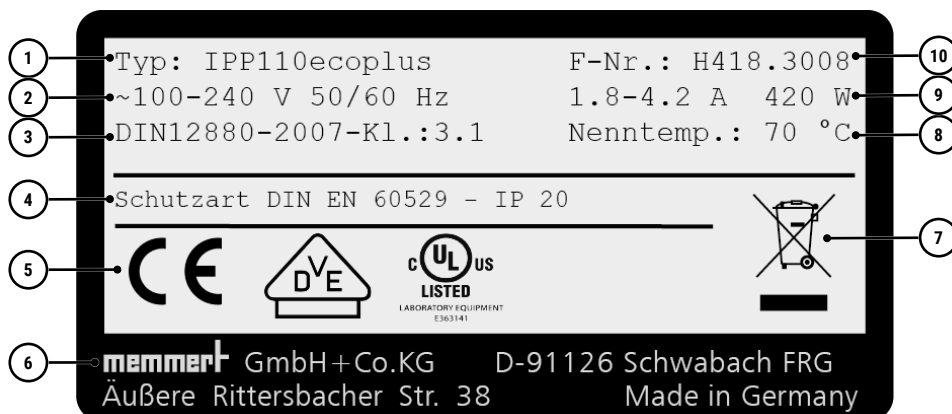 1 Typ: IPP110ecoplus F-Nr.: H418.3008 10
2 ~100-240 V 50/60 Hz 1.8-4.2 A 420 W 9
3 DIN12880-2007-Kl.:3.1 Nenntemp.: 70 °C 8
4 Schutzart DIN EN 60529 - IP 20
5 CE DVE C UL US 7
LISTED
LABORATORY EQUIPMENT
E363141
6 memmert GmbH+Co.KG D-91126 Schwabach FRG
Äußere Rittersbacher Str. 38 Made in Germany